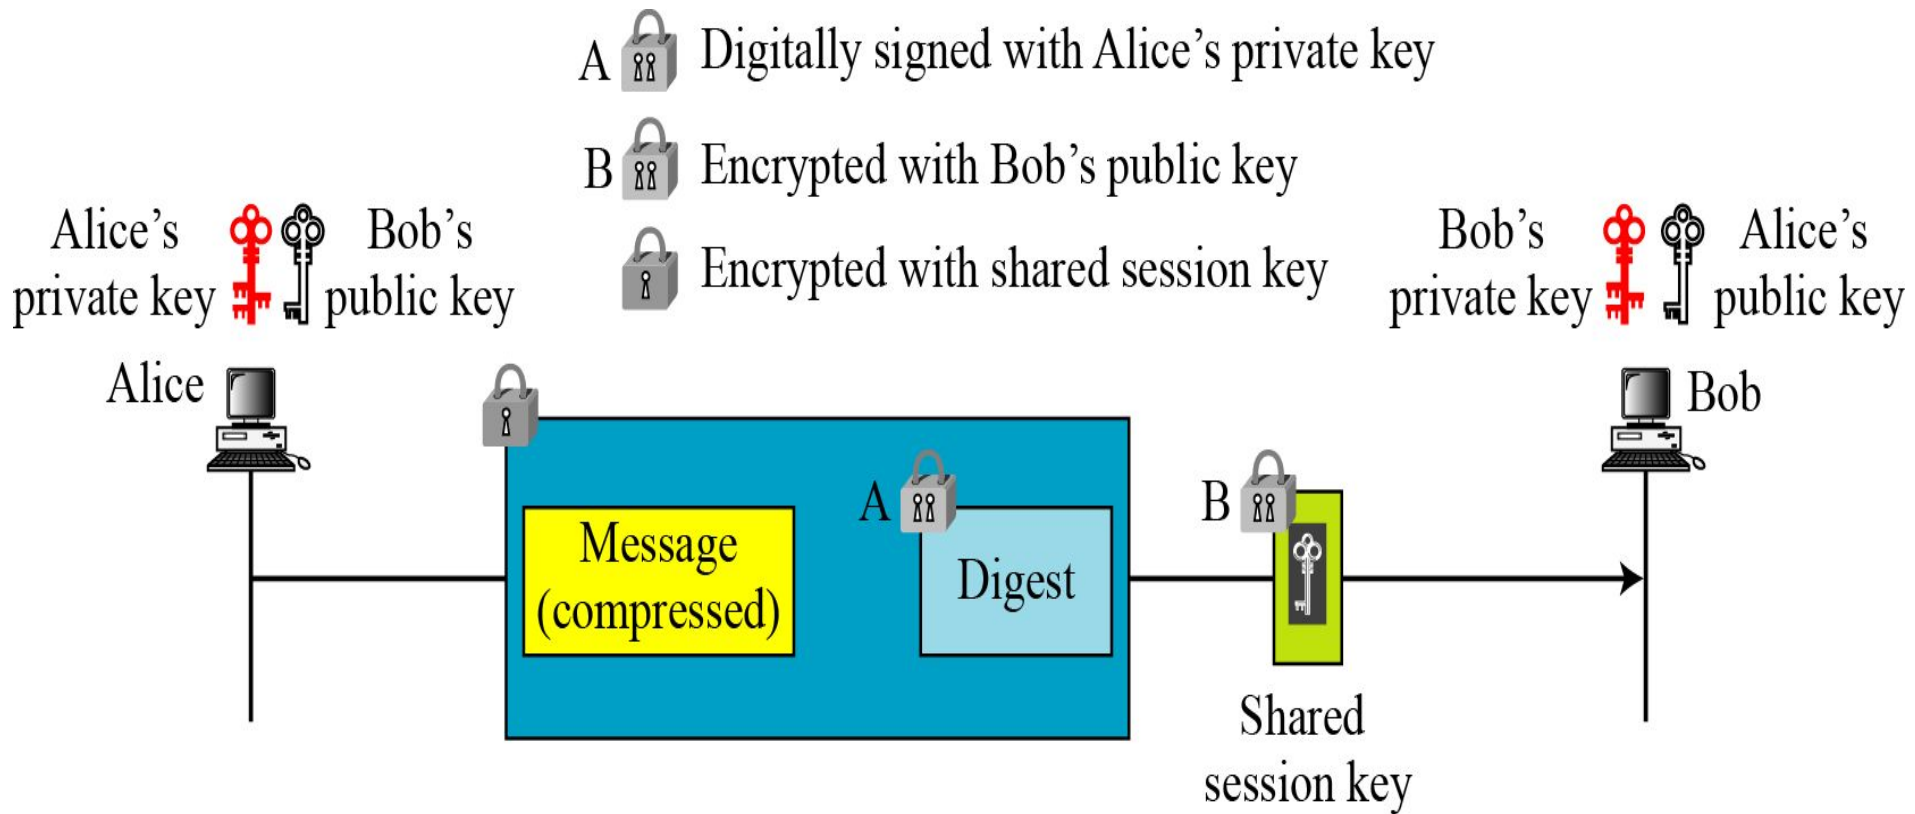 A Digitally signed with Alice’s private key
B Encrypted with Bob’s public key
Encrypted with shared session key
Alice’s
private key
Bob’s
public key
Bob’s
private key
Alice’s
public key
Alice
Bob
Message
(compressed)
A
Digest
B
Shared
session key